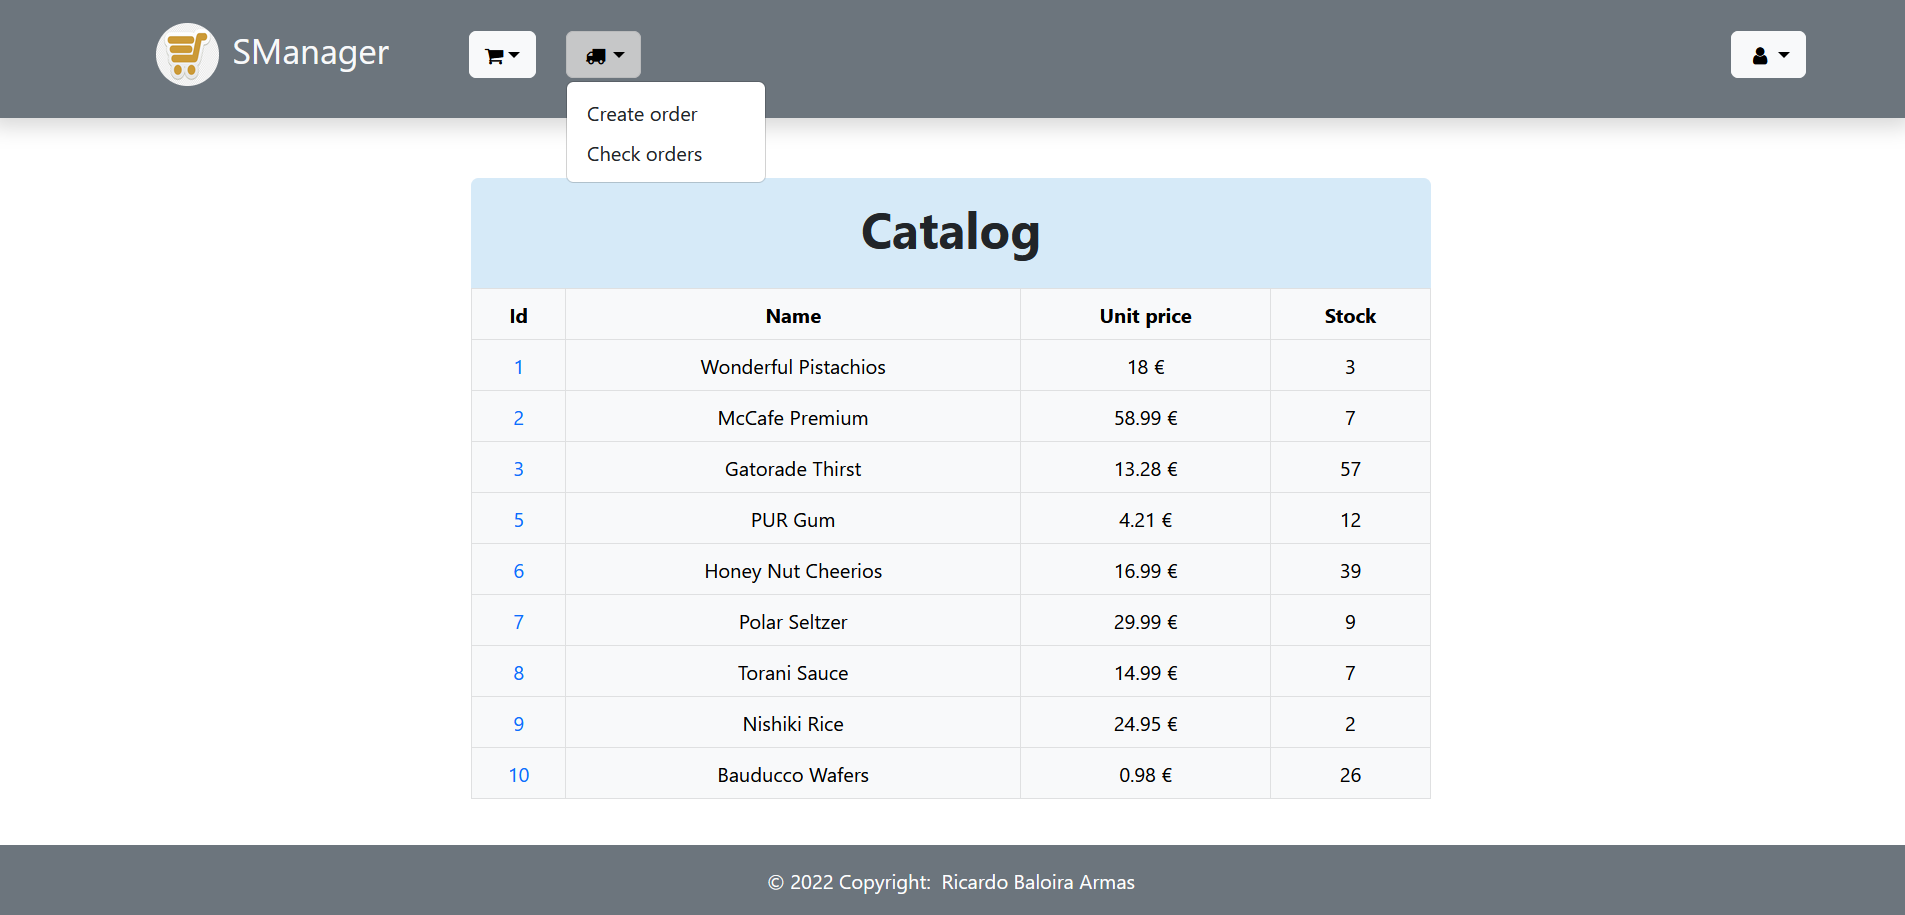 SManager
Create order
Check orders
Catalog
Id Name Unit price Stock
1 Wonderful Pistachios 18 € 3
2 McCafe Premium 58.99 € 7
3 Gatorade Thirst 13.28 € 57
5 PUR Gum 4.21 € 12
6 Honey Nut Cheerios 16.99 € 39
7 Polar Seltzer 29.99 € 9
8 Torani Sauce 14.99 € 7
9 Nishiki Rice 24.95 € 2
10 Bauducco Wafers 0.98 € 26
© 2022 Copyright: Ricardo Baloira Armas